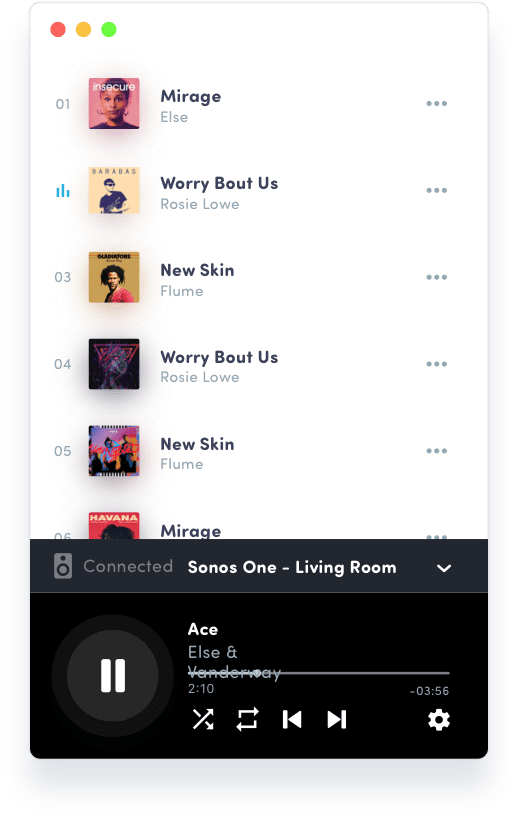 01
insecure
Mirage
Else
BARABAS
Worry Bout Us
Rosie Lowe
03
GLADIATORS
New Skin
Flume
04
Worry Bout Us
Rosie Lowe
05
New Skin
Flume
06
HAVANA
Mirage
Connected Sonos One - Living Room
Ace
Else &
Vanderway
2:10
-03:56